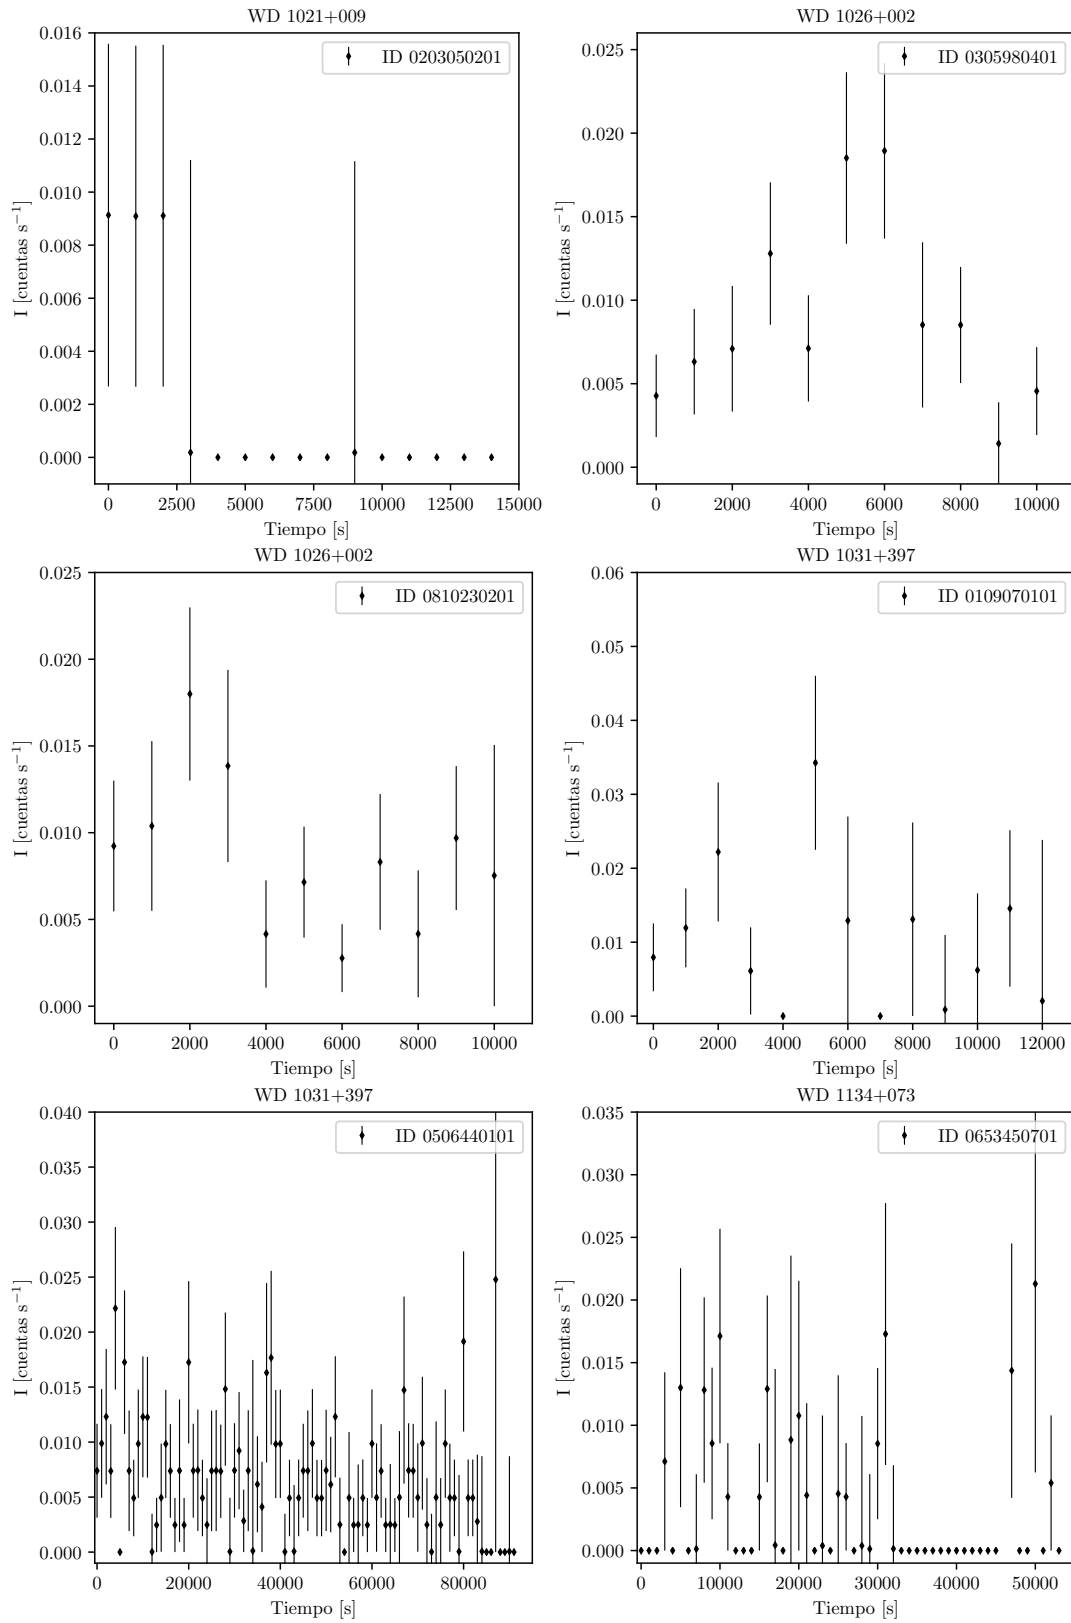 WD 1021+009
ID 0203050201
0.016
0.014
0.012
0.010
0.008
0.006
0.004
0.002
0.000
I [cuentas s⁻¹]
0 2500 5000 7500 10000 12500 15000
Tiempo [s]
WD 1026+002
ID 0305980401
0.025
0.020
0.015
0.010
0.005
0.000
I [cuentas s⁻¹]
0 2000 4000 6000 8000 10000
Tiempo [s]
WD 1026+002
ID 0810230201
0.025
0.020
0.015
0.010
0.005
0.000
I [cuentas s⁻¹]
0 2000 4000 6000 8000 10000
Tiempo [s]
WD 1031+397
ID 0109070101
0.06
0.05
0.04
0.03
0.02
0.01
0.00
I [cuentas s⁻¹]
0 2000 4000 6000 8000 10000 12000
Tiempo [s]
WD 1031+397
ID 0506440101
0.040
0.035
0.030
0.025
0.020
0.015
0.010
0.005
0.000
I [cuentas s⁻¹]
0 20000 40000 60000 80000
Tiempo [s]
WD 1134+073
ID 0653450701
0.035
0.030
0.025
0.020
0.015
0.010
0.005
0.000
I [cuentas s⁻¹]
0 10000 20000 30000 40000 50000
Tiempo [s]